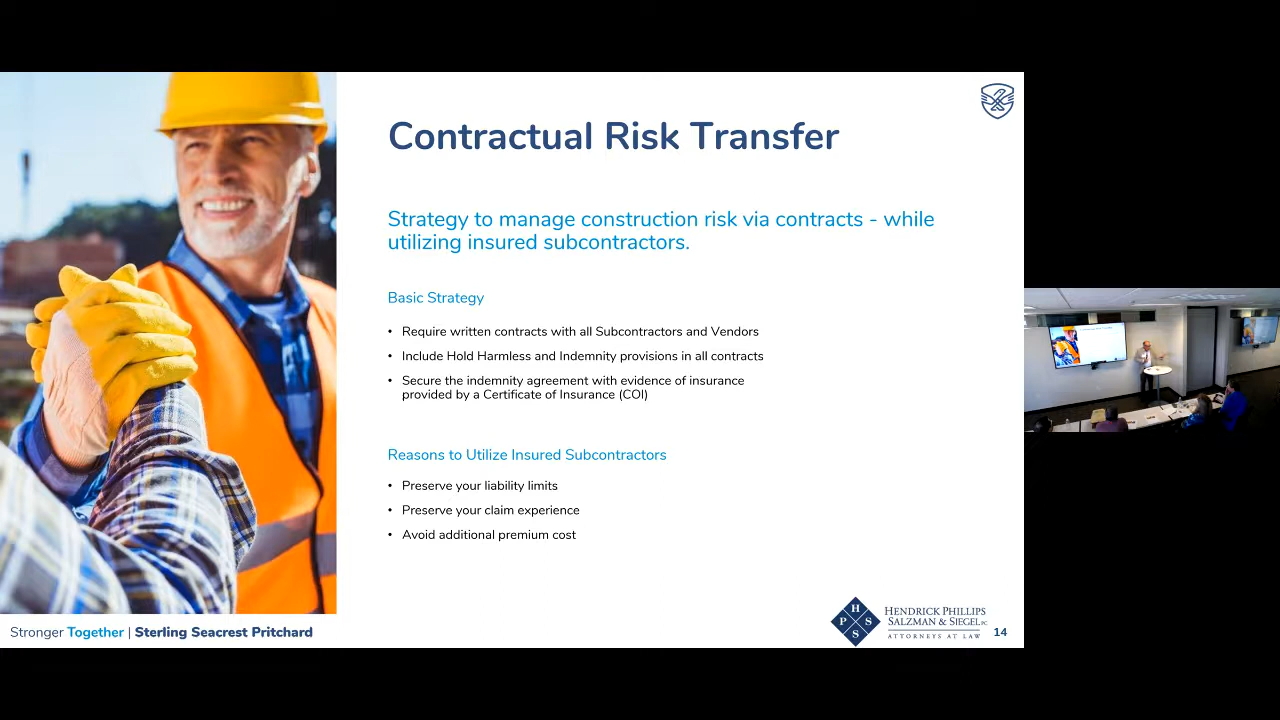 Contractual Risk Transfer
Strategy to manage construction risk via contracts - while
utilizing insured subcontractors.
Basic Strategy
• Require written contracts with all Subcontractors and Vendors
• Include Hold Harmless and Indemnity provisions in all contracts
• Secure the indemnity agreement with evidence of insurance
provided by a Certificate of Insurance (COI)
Reasons to Utilize Insured Subcontractors
• Preserve your liability limits
• Preserve your claim experience
• Avoid additional premium cost
Stronger Together | Sterling Seacrest Pritchard
H
P S
S
HENDRICK PHILLIPS
SALZMAN & SIEGEL PC
ATTORNEYS AT LAW
14